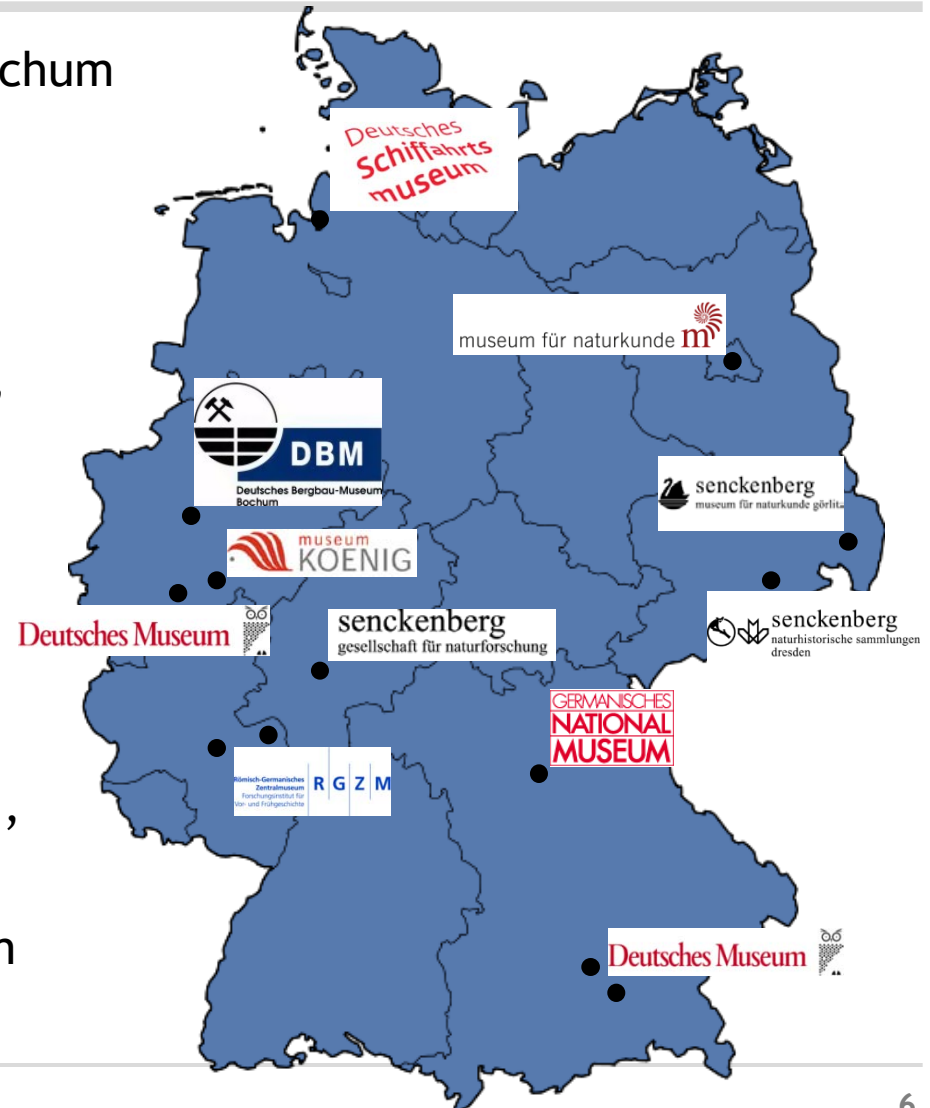 chum
Deutsches
Schiffahrts
museum
museum für naturkunde m
,
DBM
Deutsches Bergbau-Museum
Bochum
senckenberg
museum für naturkunde görlitz
museum
KOENIG
Deutsches Museum
senckenberg
gesellschaft für naturforschung
senckenberg
naturhistorische sammlungen
dresden
GERMANISCHES
NATIONAL
MUSEUM
Römisch-Germanisches
Zentralmuseum
Forschungsinstitut für
Vor- und Frühgeschichte
R G Z M
,
n
Deutsches Museum
6